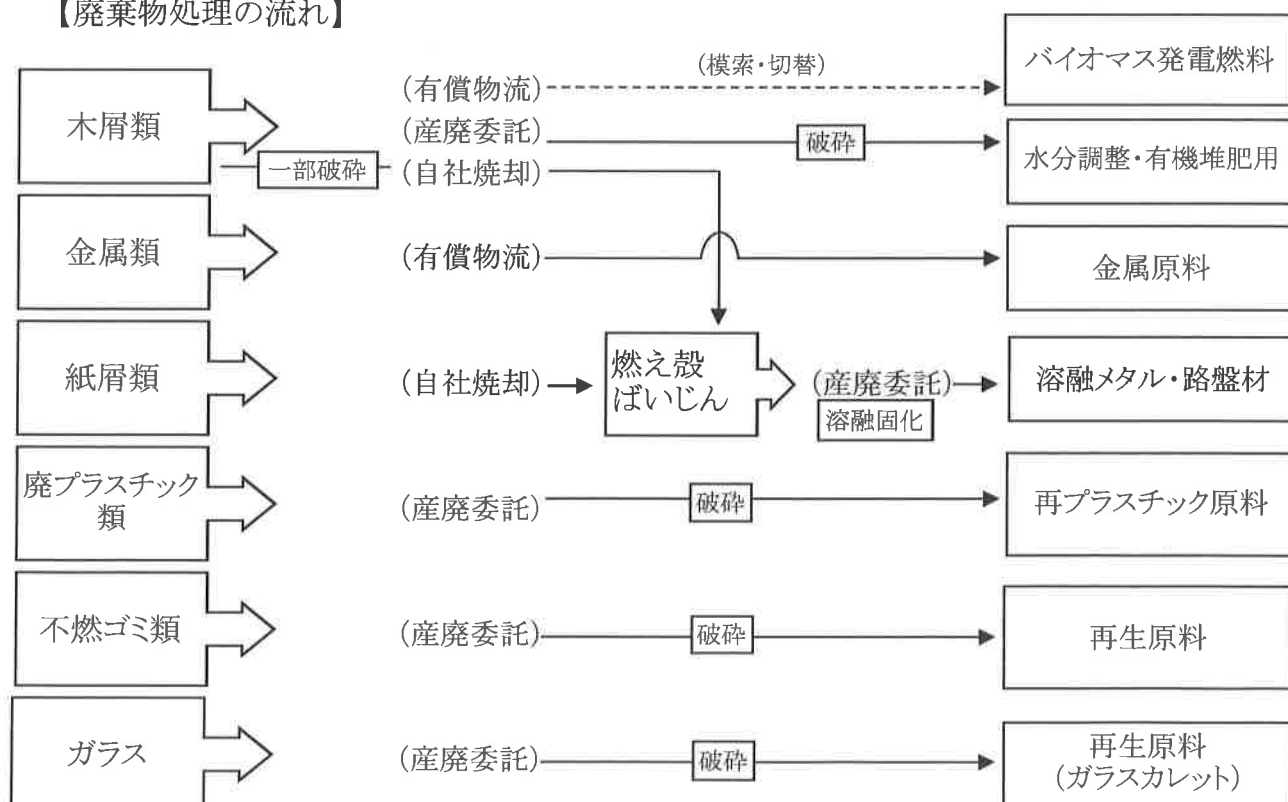 【廃棄物処理の流れ】
木屑類
一部破砕
(有償物流)
(模索・切替)
バイオマス発電燃料
(産廃委託)
破砕
水分調整・有機堆肥用
(自社焼却)
金属類
(有償物流)
金属原料
紙屑類
(自社焼却)
燃え殻
ばいじん
(産廃委託)
溶融固化
溶融メタル・路盤材
廃プラスチック
類
(産廃委託)
破砕
再プラスチック原料
不燃ゴミ類
(産廃委託)
破砕
再生原料
ガラス
(産廃委託)
破砕
再生原料
(ガラスカレット)